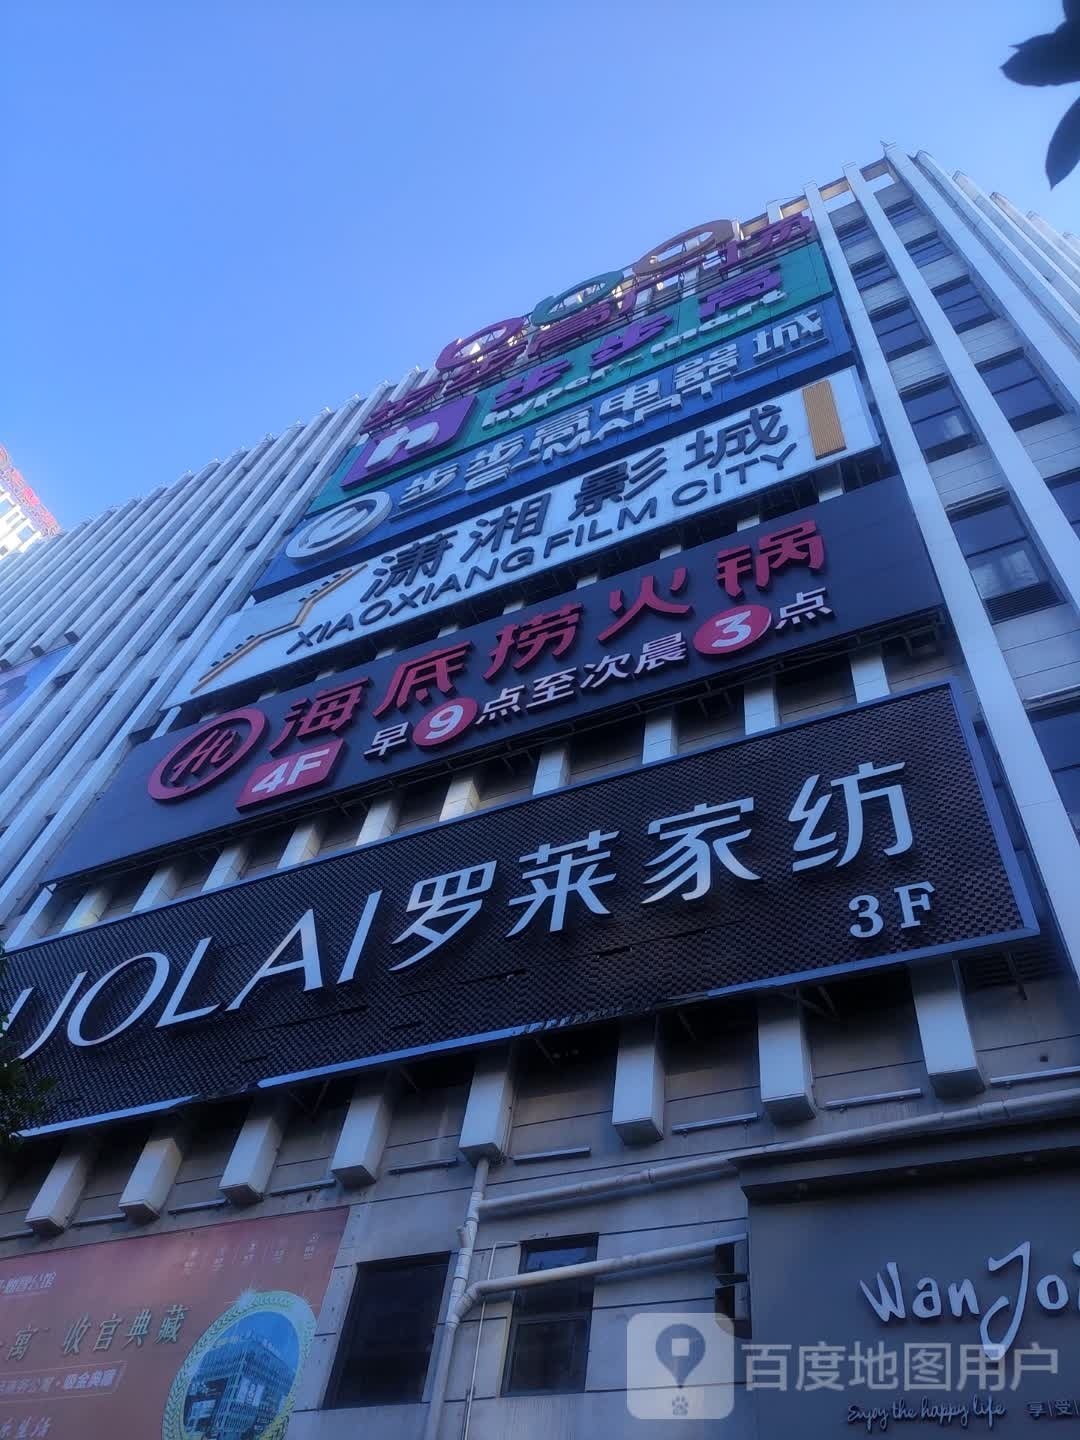 步步高广场
步步高
hyper-mart
步步高电器城
潇湘影城
XIAOXIANG FILM CITY
海底捞火锅
4F 早9点至次晨3点
UOLAI罗莱家纺
3F
寓 收官典藏
WanJo
Enjoy the happy life 享受
百度地图用户